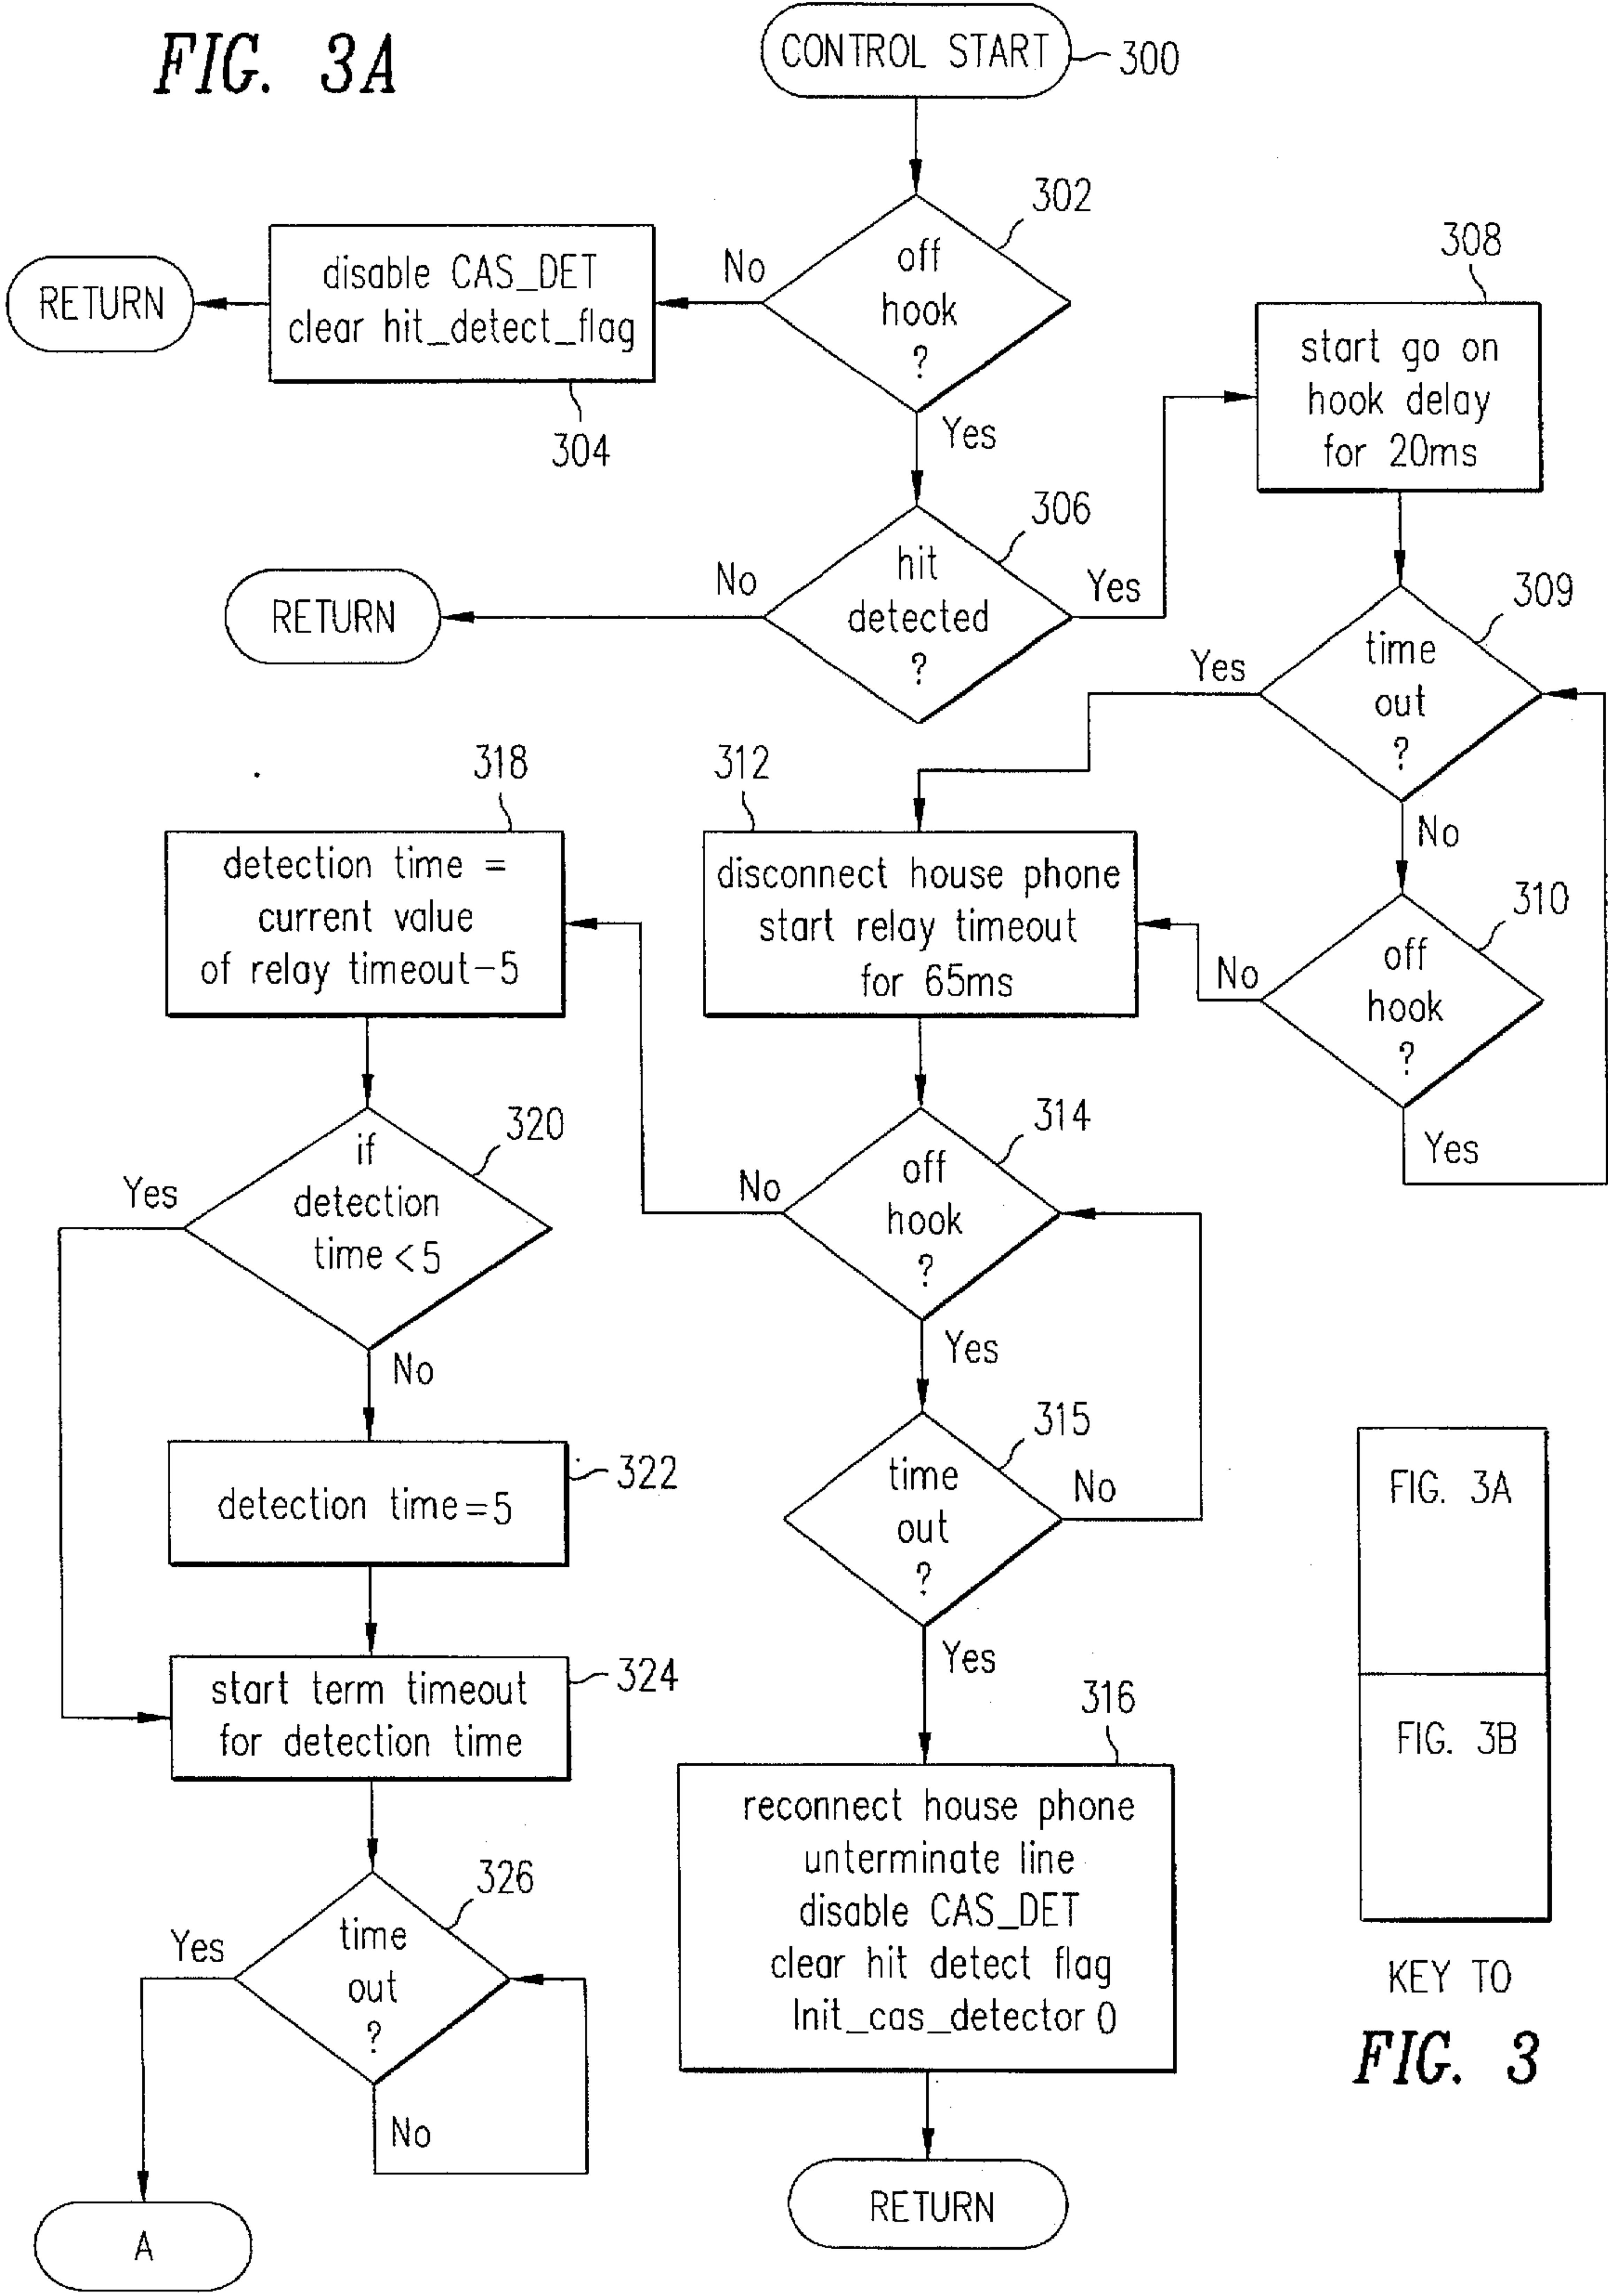 FIG. 3A
CONTROL START
300
302
off
hook
?
No
Yes
disable CAS_DET
clear hit_detect_flag
304
RETURN
306
hit
detected
?
No
Yes
RETURN
308
start go on
hook delay
for 20ms
309
time
out
?
Yes
No
310
off
hook
?
No
Yes
312
disconnect house phone
start relay timeout
for 65ms
314
off
hook
?
No
Yes
315
time
out
?
No
Yes
316
reconnect house phone
unterminate line
disable CAS_DET
clear hit detect flag
Init_cas_detector 0
RETURN
318
detection time =
current value
of relay timeout-5
320
if
detection
time < 5
Yes
No
322
detection time = 5
324
start term timeout
for detection time
326
time
out
?
Yes
No
A
FIG. 3A
FIG. 3B
KEY TO
FIG. 3